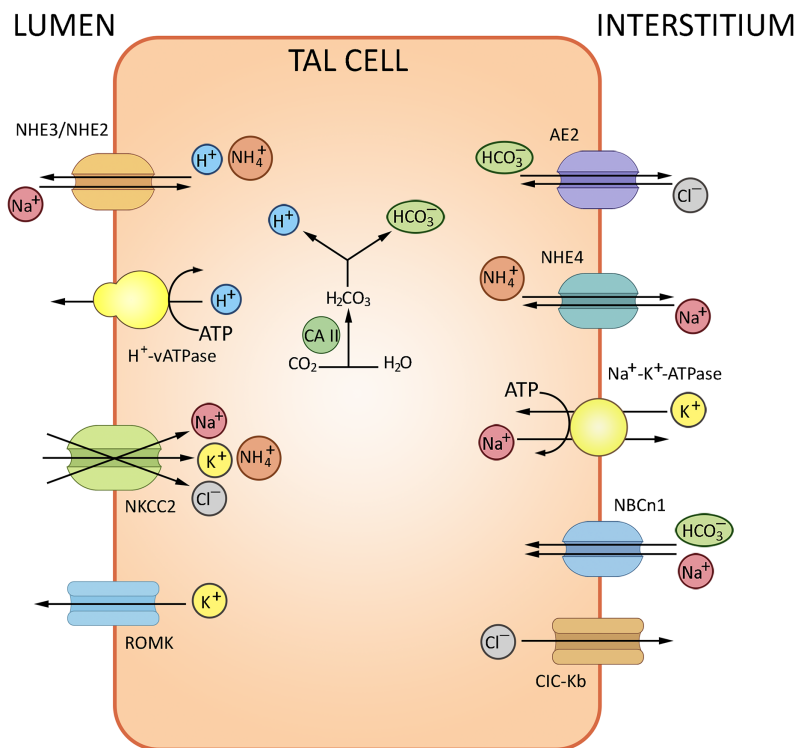 LUMEN
INTERSTITIUM
TAL CELL
NHE3/NHE2
H⁺
NH₄⁺
Na⁺
AE2
HCO₃⁻
Cl⁻
H⁺
HCO₃⁻
H₂CO₃
CA II
CO₂
H₂O
H⁺
ATP
H⁺-vATPase
NHE4
NH₄⁺
Na⁺
Na⁺-K⁺-ATPase
ATP
K⁺
Na⁺
Na⁺
K⁺
NH₄⁺
Cl⁻
NKCC2
NBCn1
HCO₃⁻
Na⁺
K⁺
ROMK
Cl⁻
ClC-Kb